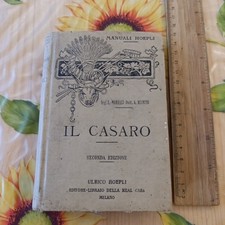 MANUALI HOEPLI
IL CASARO
SECONDA EDIZIONE
ULRICO HOEPLI
EDITORE-LIBRAIO DELLA REAL CASA
MILANO